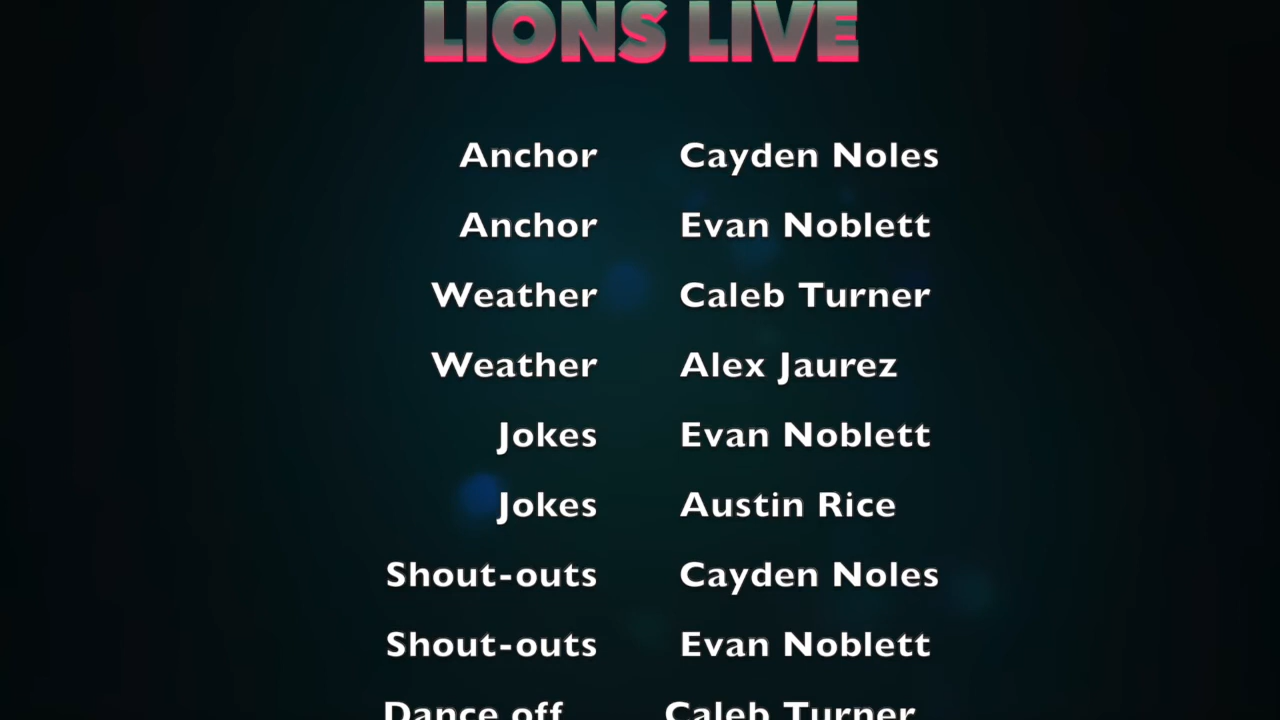 LIONS LIVE
Anchor Cayden Noles
Anchor Evan Noblett
Weather Caleb Turner
Weather Alex Jaurez
Jokes Evan Noblett
Jokes Austin Rice
Shout-outs Cayden Noles
Shout-outs Evan Noblett
Dance off Caleb Turner